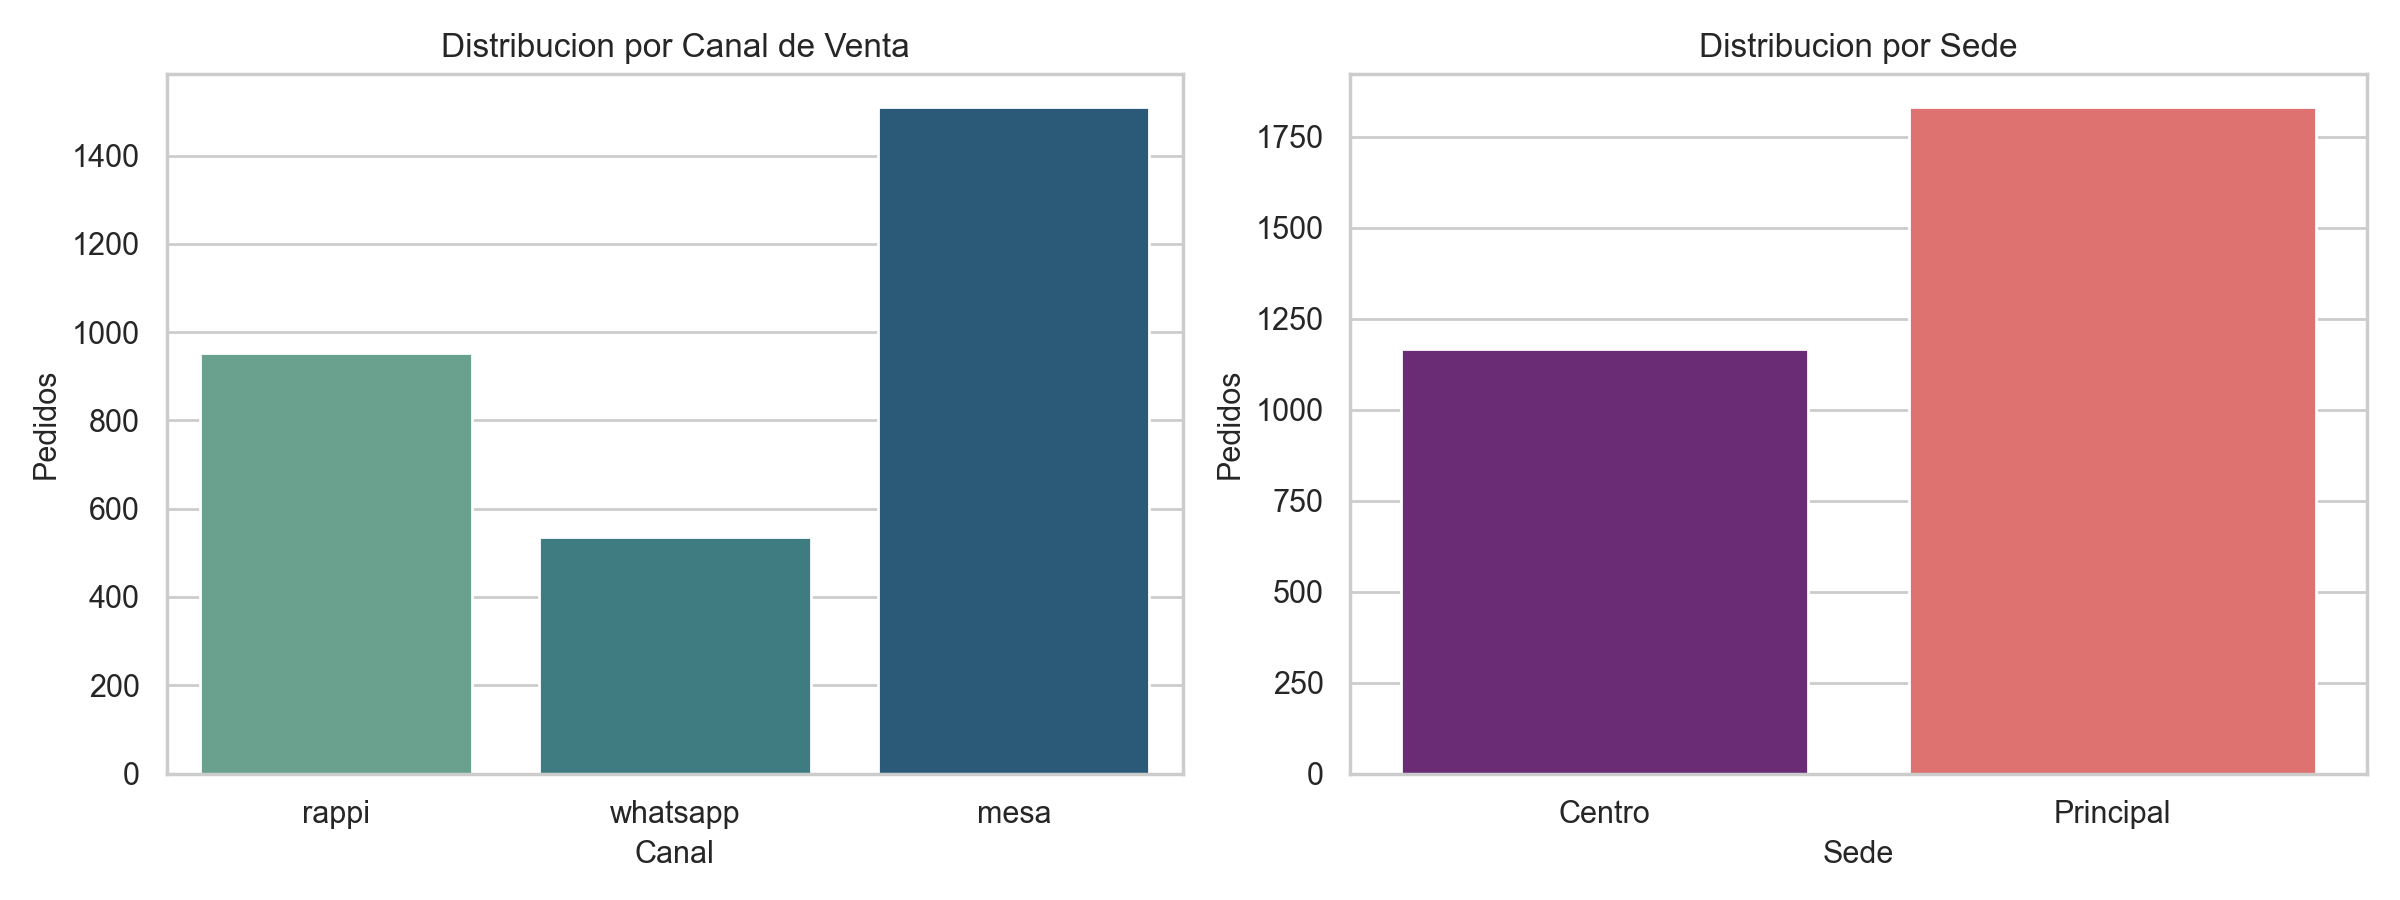 Distribucion por Canal de Venta
1400
1200
1000
800
600
400
200
0
Pedidos
rappi
whatsapp
mesa
Canal
Distribucion por Sede
1750
1500
1250
1000
750
500
250
0
Pedidos
Centro
Principal
Sede